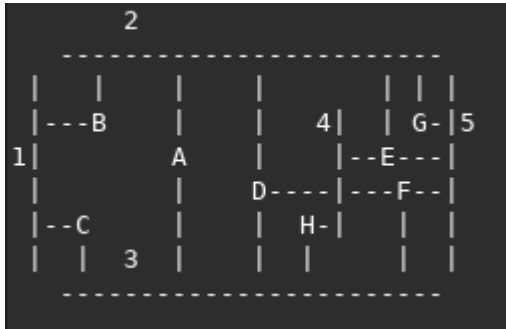 2
   ------------------------
 |   |    |    |       | | |
 |---B    |    |   4|  | G-|5
1|        A    |    |--E---|
 |        |    D----|---F--|
 |--C     |    |  H-|   |  |
 |  |  3  |    |  |     |  |
   ------------------------